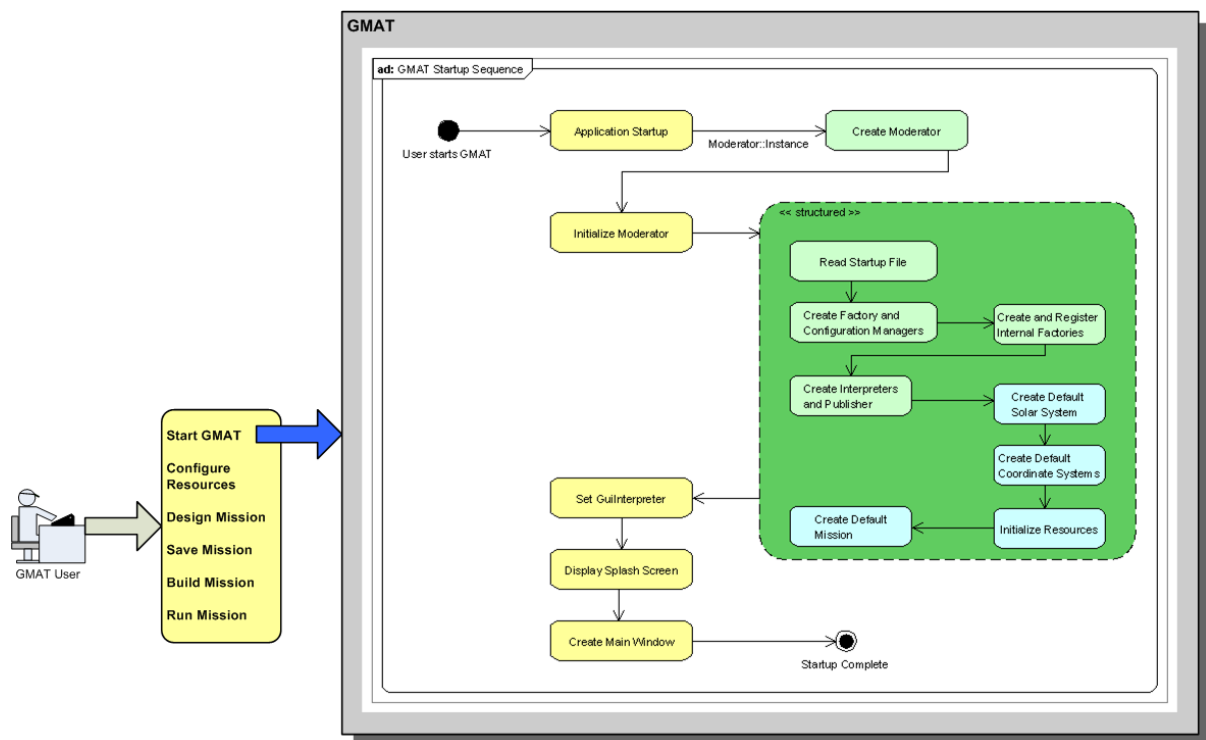 GMAT
ad: GMAT Startup Sequence
User starts GMAT
Application Startup
Moderator::Instance
Create Moderator
Initialize Moderator
<< structured >>
Read Startup File
Create Factory and
Configuration Managers
Create and Register
Internal Factories
Create Interpreters
and Publisher
Create Default
Solar System
Create Default
Coordinate Systems
Initialize Resources
Create Default
Mission
Set GuiInterpreter
Display Splash Screen
Create Main Window
Startup Complete
GMAT User
Start GMAT
Configure
Resources
Design Mission
Save Mission
Build Mission
Run Mission